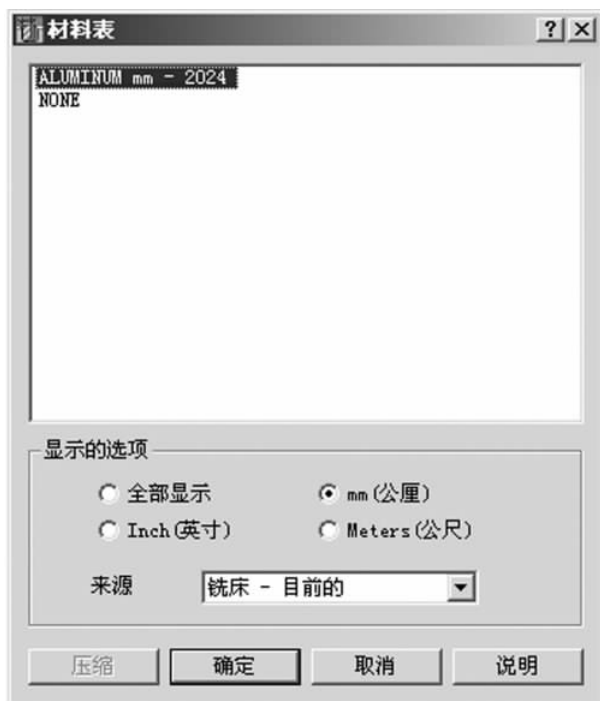 材料表
ALUMINUM mm - 2024
NONE
显示的选项
全部显示 mm(公厘)
Inch(英寸) Meters(公尺)
来源 铣床 - 目前的
压缩 确定 取消 说明